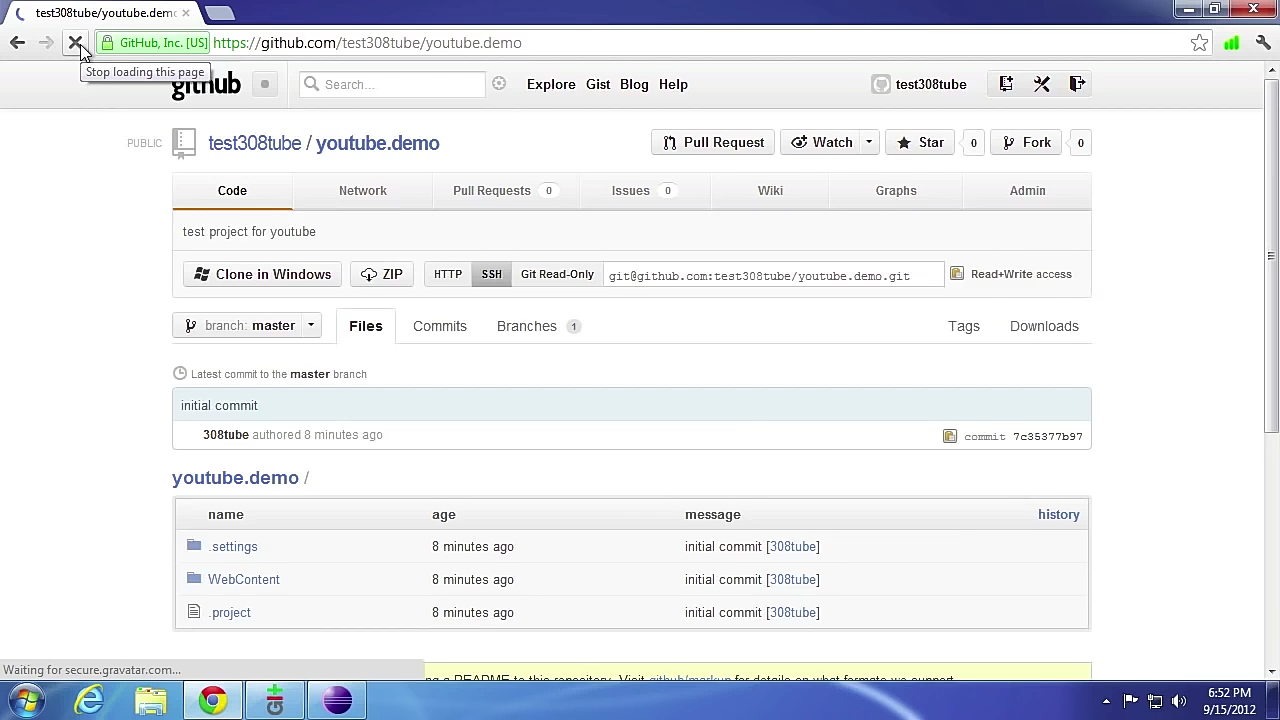 test308tube/youtube.demo
GitHub, Inc. [US] https://github.com/test308tube/youtube.demo
Stop loading this page
github Search... Explore Gist Blog Help test308tube
PUBLIC test308tube / youtube.demo Pull Request Watch Star 0 Fork 0
Code Network Pull Requests 0 Issues 0 Wiki Graphs Admin
test project for youtube
Clone in Windows ZIP HTTP SSH Git Read-Only git@github.com:test308tube/youtube.demo.git Read+Write access
branch: master Files Commits Branches 1 Tags Downloads
Latest commit to the master branch
initial commit
308tube authored 8 minutes ago commit 7c35377b97
youtube.demo /
name age message history
.settings 8 minutes ago initial commit [308tube]
WebContent 8 minutes ago initial commit [308tube]
.project 8 minutes ago initial commit [308tube]
Waiting for secure.gravatar.com...
a README to this repository. Visit github/markup for details on what formats we support
6:52 PM
9/15/2012